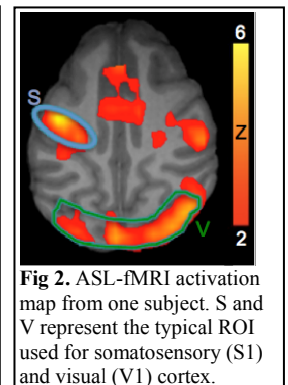 S
6
Z
2
V
Fig 2. ASL-fMRI activation
map from one subject. S and
V represent the typical ROI
used for somatosensory (S1)
and visual (V1) cortex.